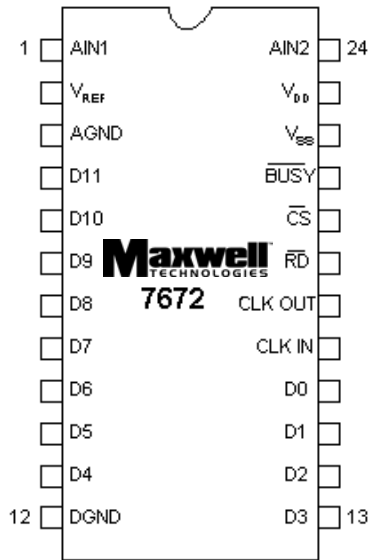 1 AIN1 AIN2 24
VREF VDD
AGND VSS
D11 BUSY
D10 CS
D9 Maxwell RD
TECHNOLOGIES
D8 7672 CLK OUT
D7 CLK IN
D6 D0
D5 D1
D4 D2
12 DGND D3 13